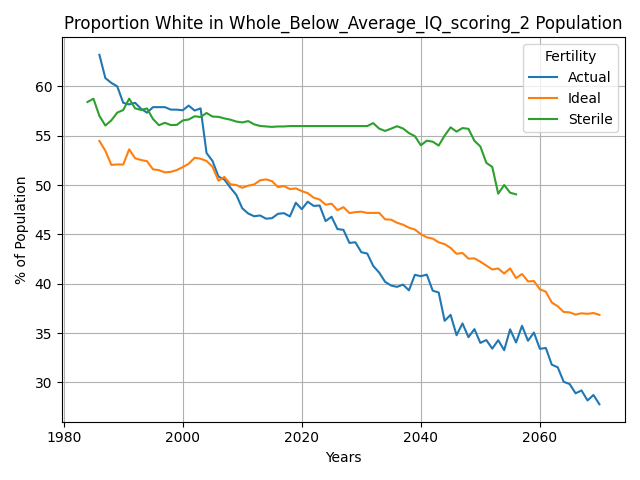 Proportion White in Whole_Below_Average_IQ_scoring_2 Population
Fertility
Actual
Ideal
Sterile
% of Population
60
55
50
45
40
35
30
1980
2000
2020
2040
2060
Years